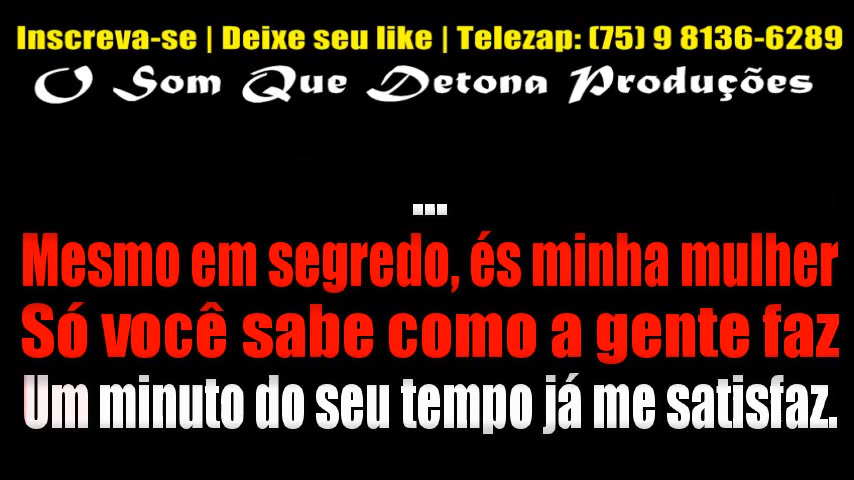 Inscreva-se | Deixe seu like | Telezap: (75) 9 8136-6289
O Som Que Detona Produções
...
Mesmo em segredo, és minha mulher
Só você sabe como a gente faz
Um minuto do seu tempo já me satisfaz.